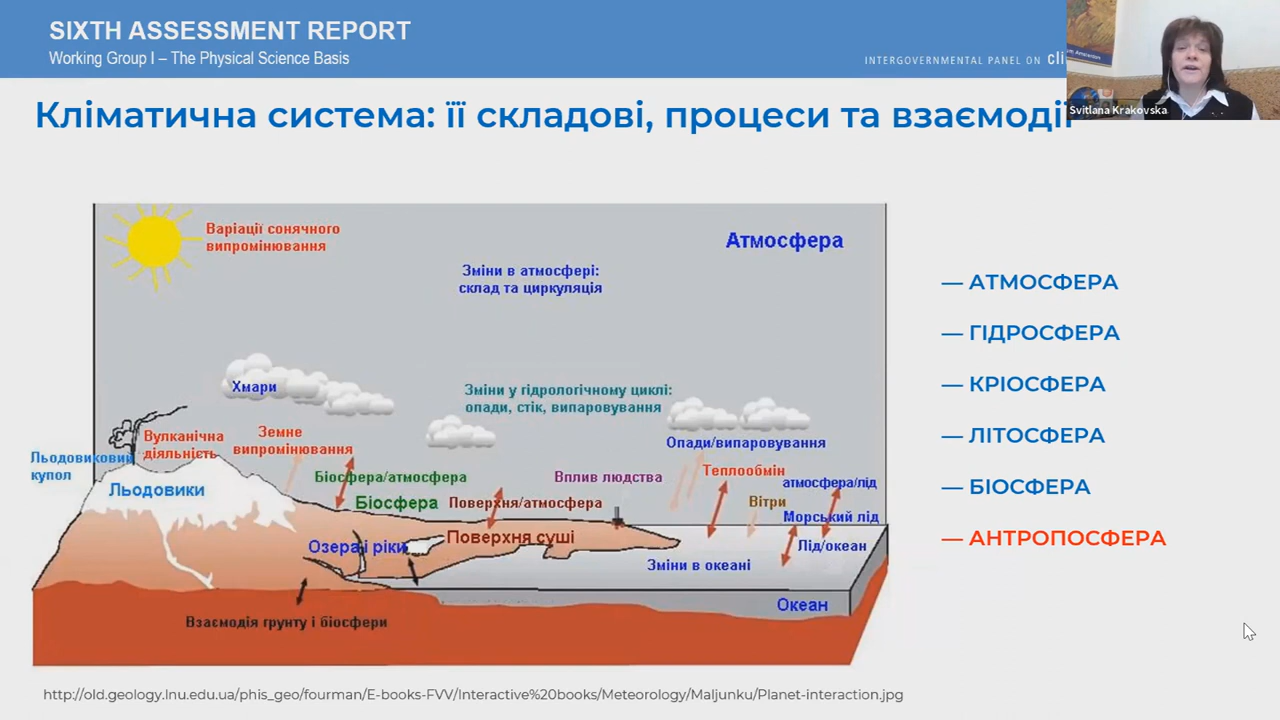 SIXTH ASSESSMENT REPORT
Working Group I – The Physical Science Basis
INTERGOVERNMENTAL PANEL ON cli
Svitlana Krakovska
Кліматична система: її складові, процеси та взаємодії
Варіації сонячного
випромінювання
Атмосфера
Зміни в атмосфері:
склад та циркуляція
Хмари
Зміни у гідрологічному циклі:
опади, стік, випаровування
Вулканічна
діяльність
Земне
випромінювання
Опади/випаровування
Льодовиковий
купол
Льодовики
Біосфера/атмосфера
Біосфера
Поверхня/атмосфера
Вплив людства
Теплообмін
атмосфера/лід
Вітри
Морський лід
Озера і ріки
Поверхня суші
Лід/океан
Зміни в океані
Океан
Взаємодія грунту і біосфери
— АТМОСФЕРА
— ГІДРОСФЕРА
— КРІОСФЕРА
— ЛІТОСФЕРА
— БІОСФЕРА
— АНТРОПОСФЕРА
http://old.geology.lnu.edu.ua/phis_geo/fourman/E-books-FVV/Interactive%20books/Meteorology/Maljunku/Planet-interaction.jpg